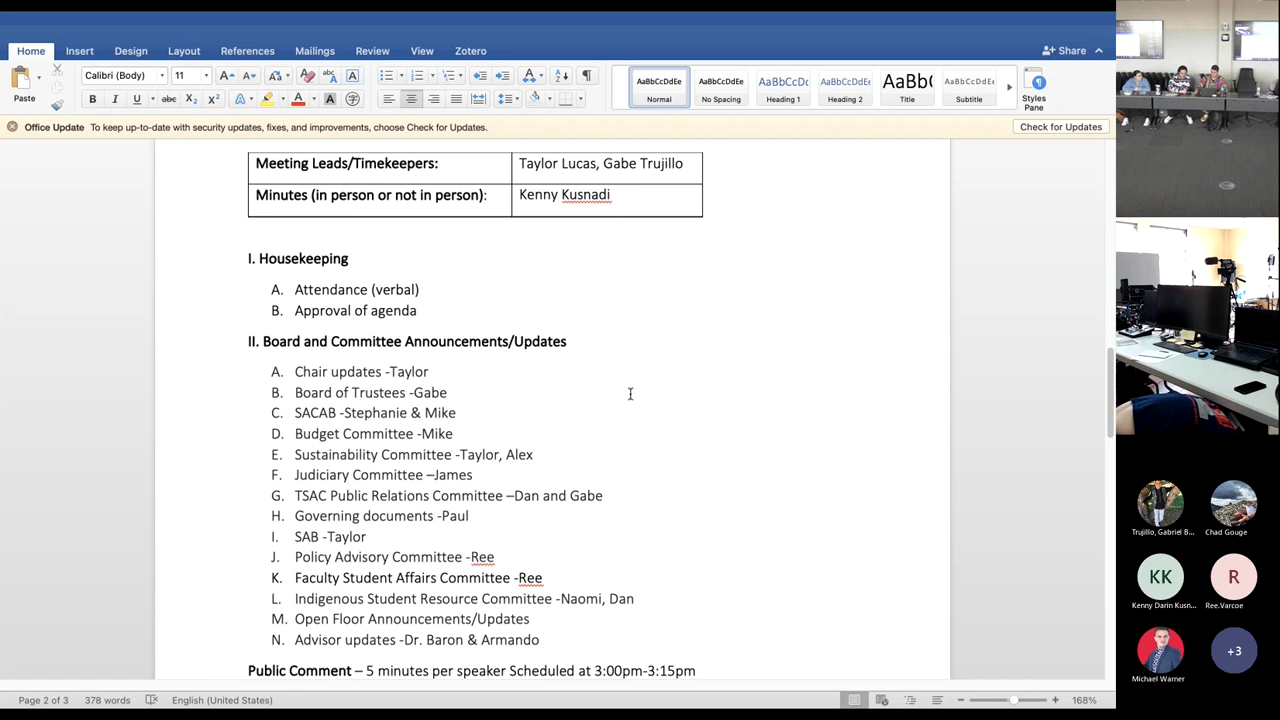 Home Insert Design Layout References Mailings Review View Zotero Share
Paste Calibri (Body) 11 AaBbCcDdEe AaBbCcDdEe AaBbCcDc AaBbCcDdE AaBb( AaBbCcDdE
Normal No Spacing Heading 1 Heading 2 Title Subtitle Styles Pane
Office Update To keep up-to-date with security updates, fixes, and improvements, choose Check for Updates. Check for Updates
Meeting Leads/Timekeepers: Taylor Lucas, Gabe Trujillo
Minutes (in person or not in person): Kenny Kusnadi
I. Housekeeping
A. Attendance (verbal)
B. Approval of agenda
II. Board and Committee Announcements/Updates
A. Chair updates -Taylor
B. Board of Trustees -Gabe
C. SACAB -Stephanie & Mike
D. Budget Committee -Mike
E. Sustainability Committee -Taylor, Alex
F. Judiciary Committee –James
G. TSAC Public Relations Committee –Dan and Gabe
H. Governing documents -Paul
I. SAB -Taylor
J. Policy Advisory Committee -Ree
K. Faculty Student Affairs Committee -Ree
L. Indigenous Student Resource Committee -Naomi, Dan
M. Open Floor Announcements/Updates
N. Advisor updates -Dr. Baron & Armando
Public Comment – 5 minutes per speaker Scheduled at 3:00pm-3:15pm
Page 2 of 3 378 words English (United States) 168%
Trujillo, Gabriel B... Chad Gouge
KK R
Kenny Darin Kusn... Ree.Varcoe
+3
Michael Warner